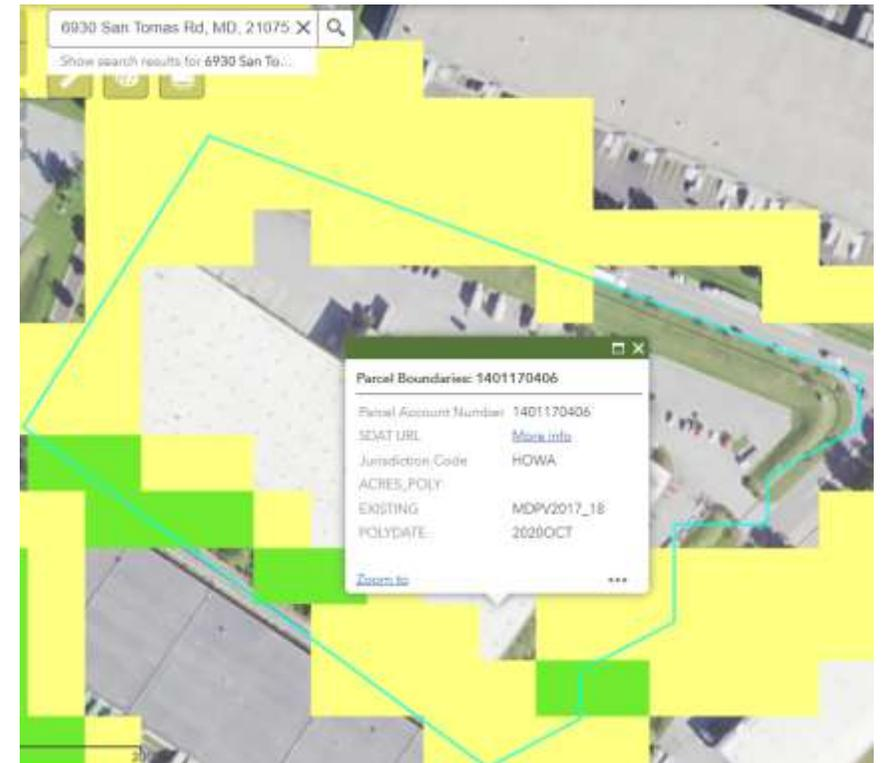 6930 San Tomas Rd, MD, 21075
Show search results for 6930 San To...
Parcel Boundaries: 1401170406
Parcel Account Number 1401170406
SDAT URL More info
Jurisdiction Code HOWA
ACRES_POLY
EXISTING MDPV2017_18
POLYDATE 2020OCT
Zoom to